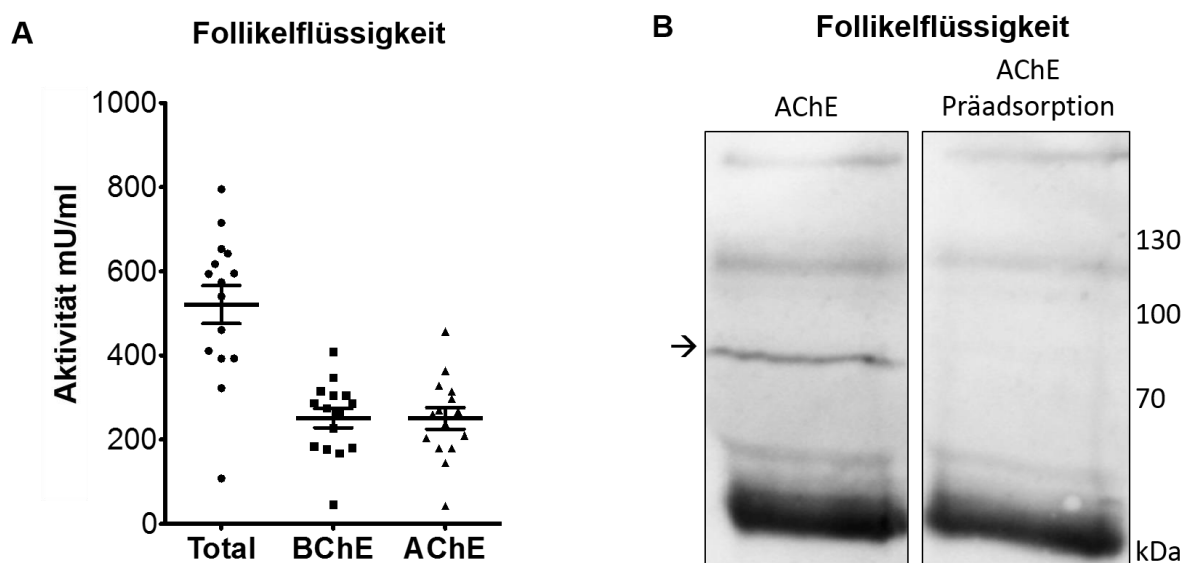 A
Follikelflüssigkeit
Aktivität mU/ml
1000
800
600
400
200
0
Total BChE AChE
B
Follikelflüssigkeit
AChE
AChE
Präadsorption
→
130
100
70
kDa